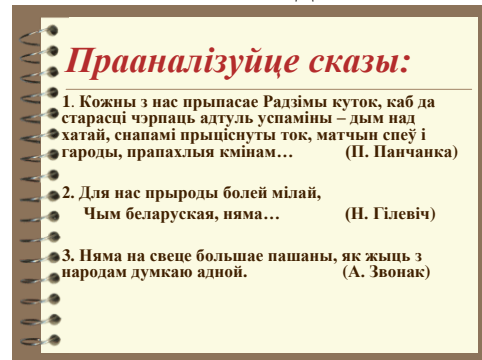 Прааналізуйце сказы:
1. Кожны з нас прыпасае Радзімы куток, каб да
старасці чэрпаць адтуль успаміны – дым над
хатай, снапамі прыціснуты ток, матчын спеў і
гароды, прапахлыя кмінам… (П. Панчанка)
2. Для нас прыроды болей мілай,
Чым беларуская, няма… (Н. Гілевіч)
3. Няма на свеце большае пашаны, як жыць з
народам думкаю адной. (А. Звонак)